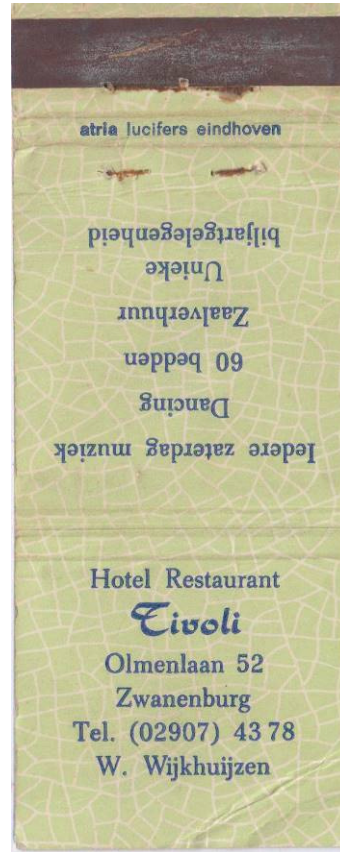 atria lucifers eindhoven
Iedere zaterdag muziek
Dancing
60 bedden
Zaalverhuur
Unieke
biljartgelegenheid
Hotel Restaurant
Tivoli
Olmenlaan 52
Zwanenburg
Tel. (02907) 43 78
W. Wijkhuijzen